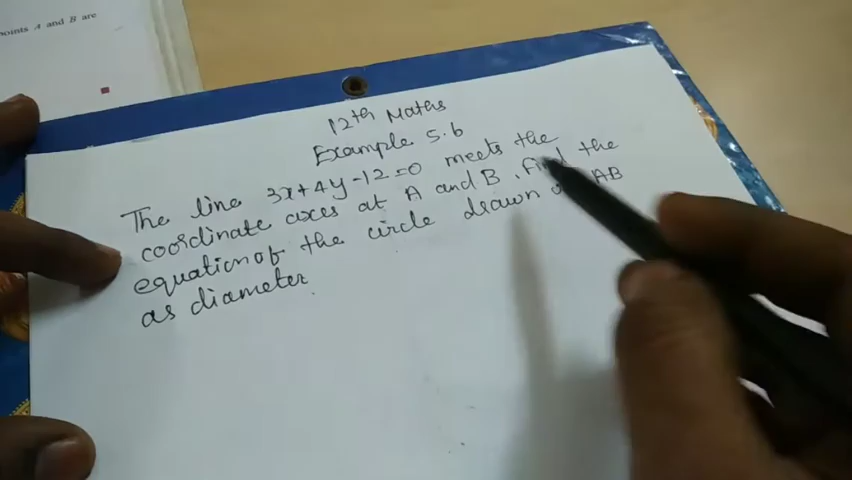 points A and B are
12th Maths
Example 5.6
The line 3x+4y-12=0 meets the
coordinate axes at A and B. Find the
equation of the circle drawn AB
as diameter